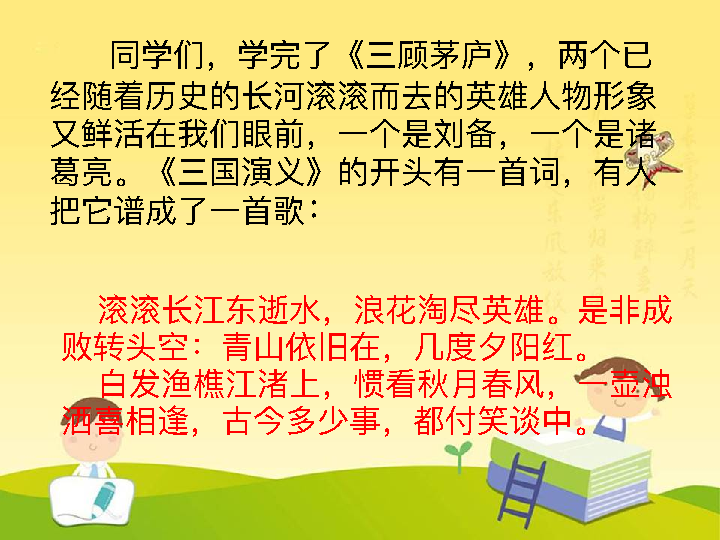 同学们，学完了《三顾茅庐》，两个已
经随着历史的长河滚滚而去的英雄人物形象
又鲜活在我们眼前，一个是刘备，一个是诸
葛亮。《三国演义》的开头有一首词，有人
把它谱成了一首歌：
滚滚长江东逝水，浪花淘尽英雄。是非成
败转头空：青山依旧在，几度夕阳红。
白发渔樵江渚上，惯看秋月春风，一壶浊
洒喜相逢，古今多少事，都付笑谈中。